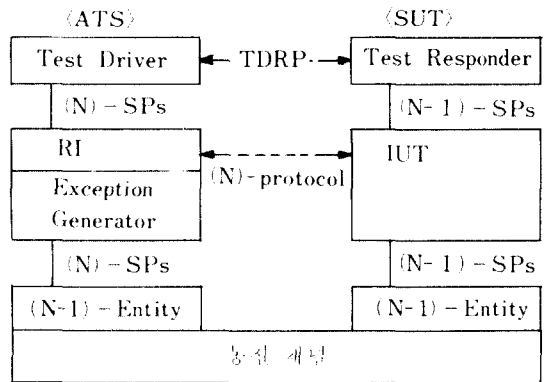 〈ATS〉 〈SUT〉
Test Driver TDRP Test Responder
(N)-SPs (N-1)-SPs
RI IUT
(N)-protocol
Exception
Generator
(N)-SPs (N-1)-SPs
(N-1)-Entity (N-1)-Entity